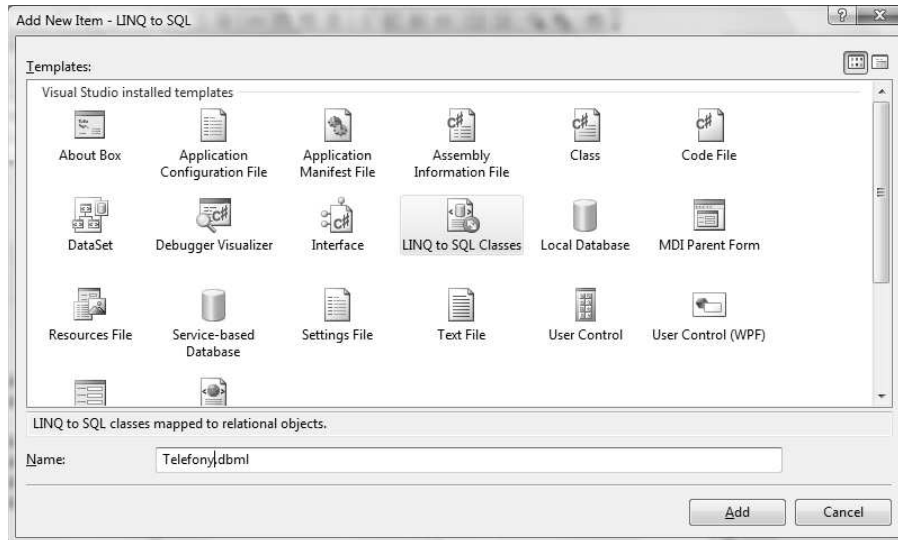 Add New Item - LINQ to SQL
Templates:
Visual Studio installed templates
About Box
Application
Configuration File
Application
Manifest File
Assembly
Information File
Class
Code File
DataSet
Debugger Visualizer
Interface
LINQ to SQL Classes
Local Database
MDI Parent Form
Resources File
Service-based
Database
Settings File
Text File
User Control
User Control (WPF)
LINQ to SQL classes mapped to relational objects.
Name:
Telefony.dbml
Add
Cancel